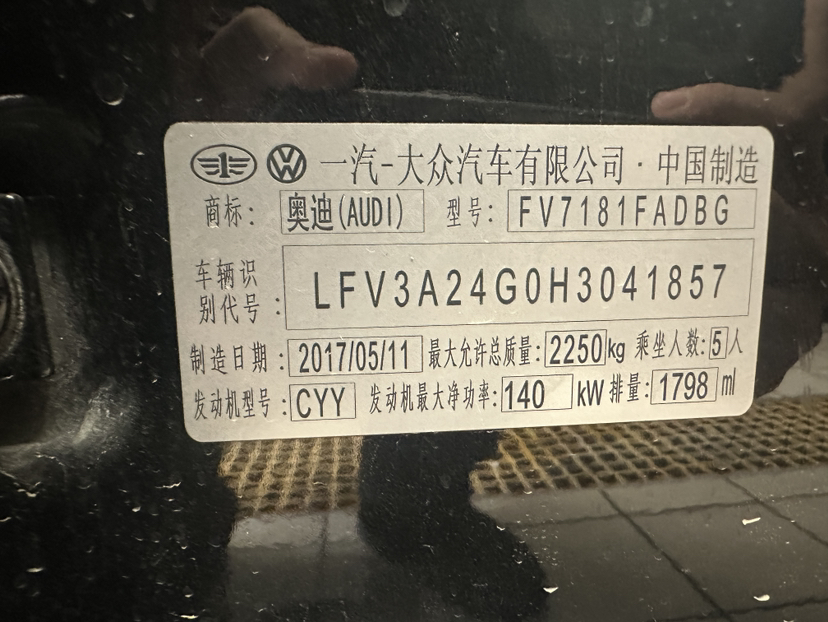 一汽-大众汽车有限公司·中国制造
商标: 奥迪(AUDI) 型号: FV7181FADBG
车辆识别代号: LFV3A24G0H3041857
制造日期: 2017/05/11 最大允许总质量: 2250kg 乘坐人数: 5人
发动机型号: CYY 发动机最大净功率: 140 kW 排量: 1798 ml